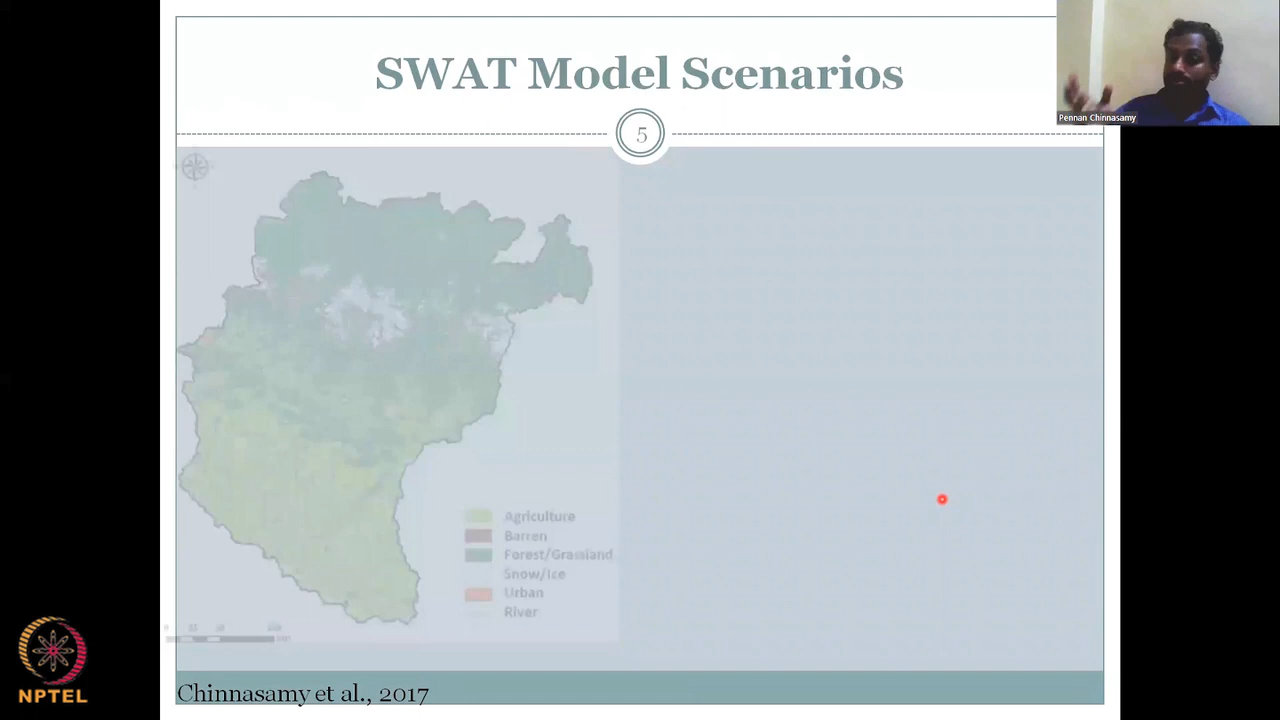 SWAT Model Scenarios
Pennan Chinnasamy
5
Agriculture
Barren
Forest/Grassland
Snow/Ice
Urban
River
NPTEL
Chinnasamy et al., 2017